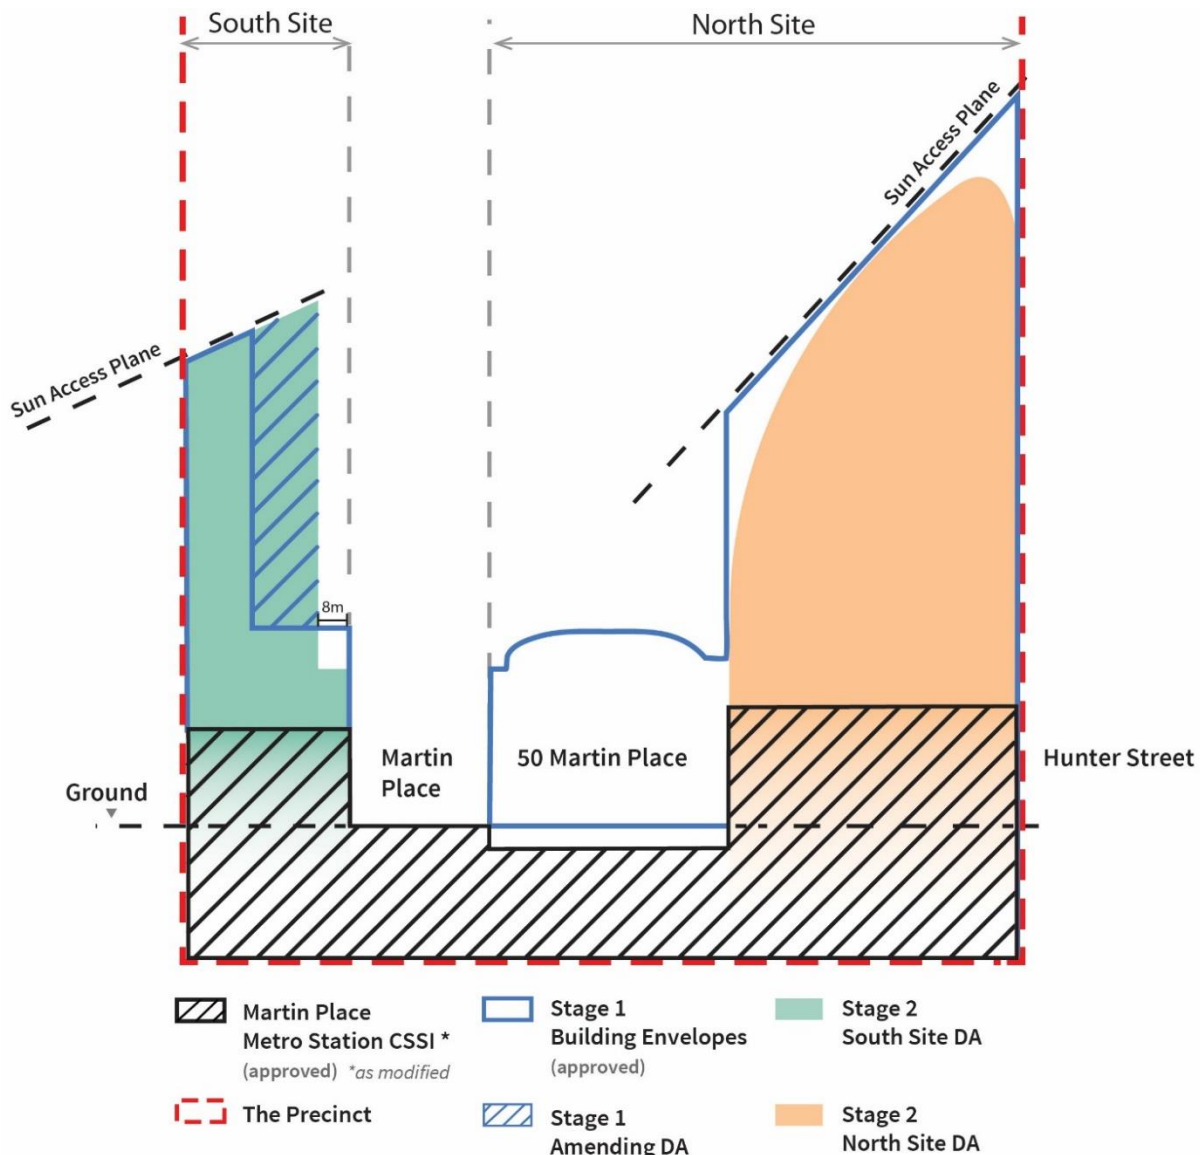 South Site
North Site
Sun Access Plane
Sun Access Plane
8m
Martin
Place
50 Martin Place
Hunter Street
Ground
Martin Place
Metro Station CSSI *
(approved) *as modified
Stage 1
Building Envelopes
(approved)
Stage 2
South Site DA
The Precinct
Stage 1
Amending DA
Stage 2
North Site DA